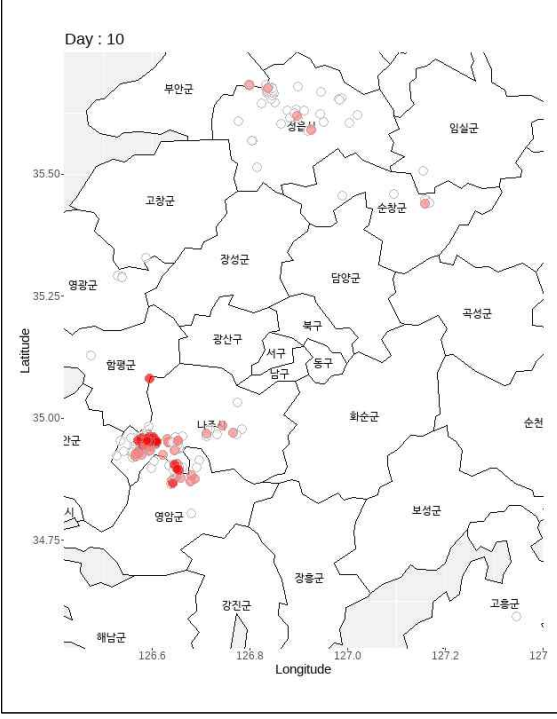 Day : 10
부안군
정읍시
임실군
35.50
고창군
순창군
장성군
담양군
영광군
35.25
곡성군
북구
광산구
서구
동구
함평군
남구
Latitude
35.00
나주시
화순군
순천
안군
시
영암군
보성군
34.75
장흥군
강진군
고흥군
해남군
126.6
126.8
127.0
127.2
127
Longitude